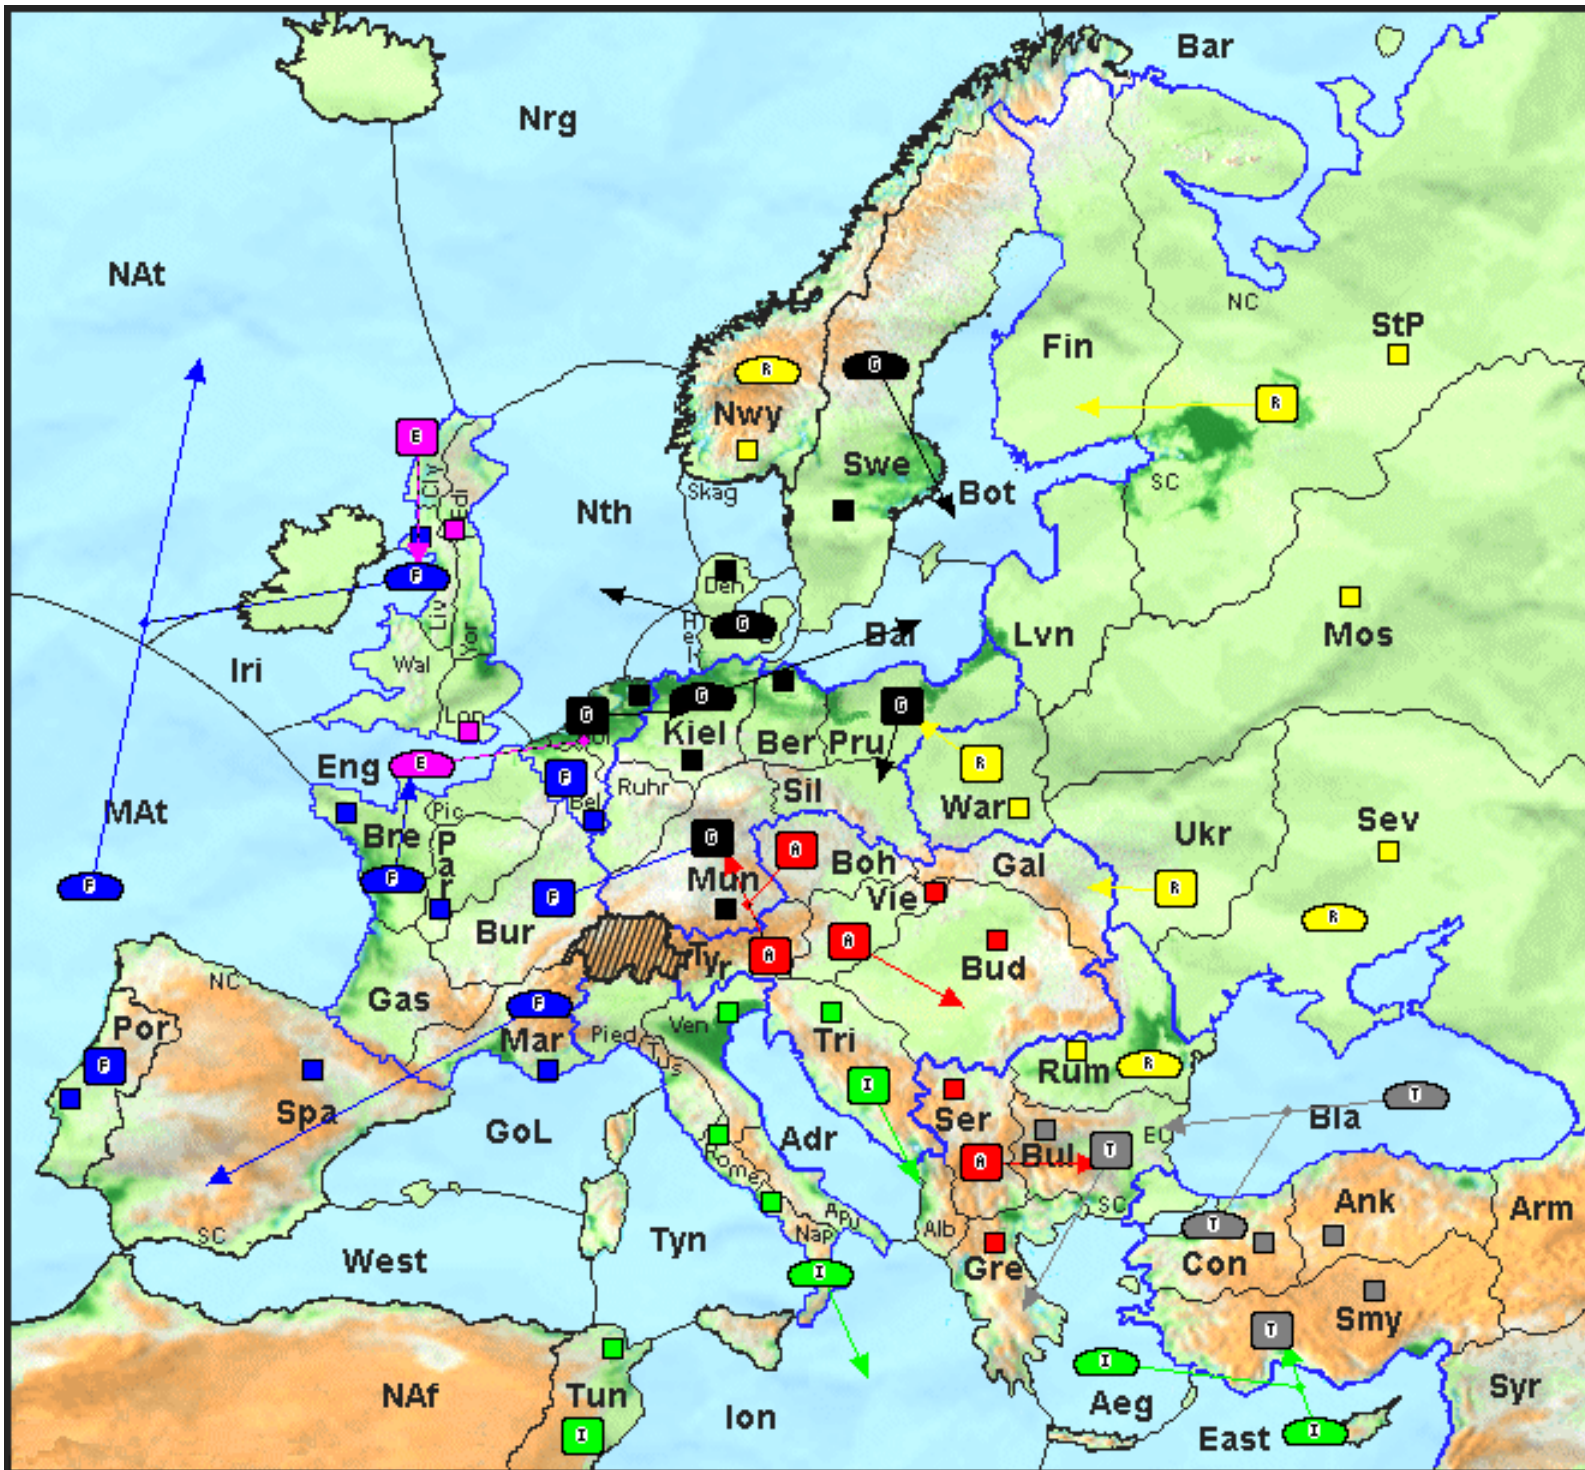 Bar
Nrg
NAt
NC
StP
Fin
R
G
R
Nwy
E
Cly
Edi
Swe
SC
Skag
Bot
Nth
F
Den
Mos
Liv
Yor
Hel
G
Bal
Lvn
Iri
Wal
G
G
G
Lon
Hol
Kiel
Ber
Pru
Eng
E
F
R
Ruhr
Sil
War
Bel
MAt
Pic
Bre
Par
Ukr
Sev
G
A
Boh
Gal
Mun
F
F
F
Vie
R
R
Bur
A
Tyr
A
Bud
NC
Gas
F
Por
Mar
Pied
Ven
Tri
Tus
Rum
R
F
I
Spa
Ser
GoL
Adr
T
Bla
Rome
Bul
T
EC
A
SC
Ank
Arm
Apu
Nap
Alb
T
SC
Tyn
West
I
Gre
Con
Smy
T
I
NAf
Tun
Aeg
Syr
Ion
I
I
East